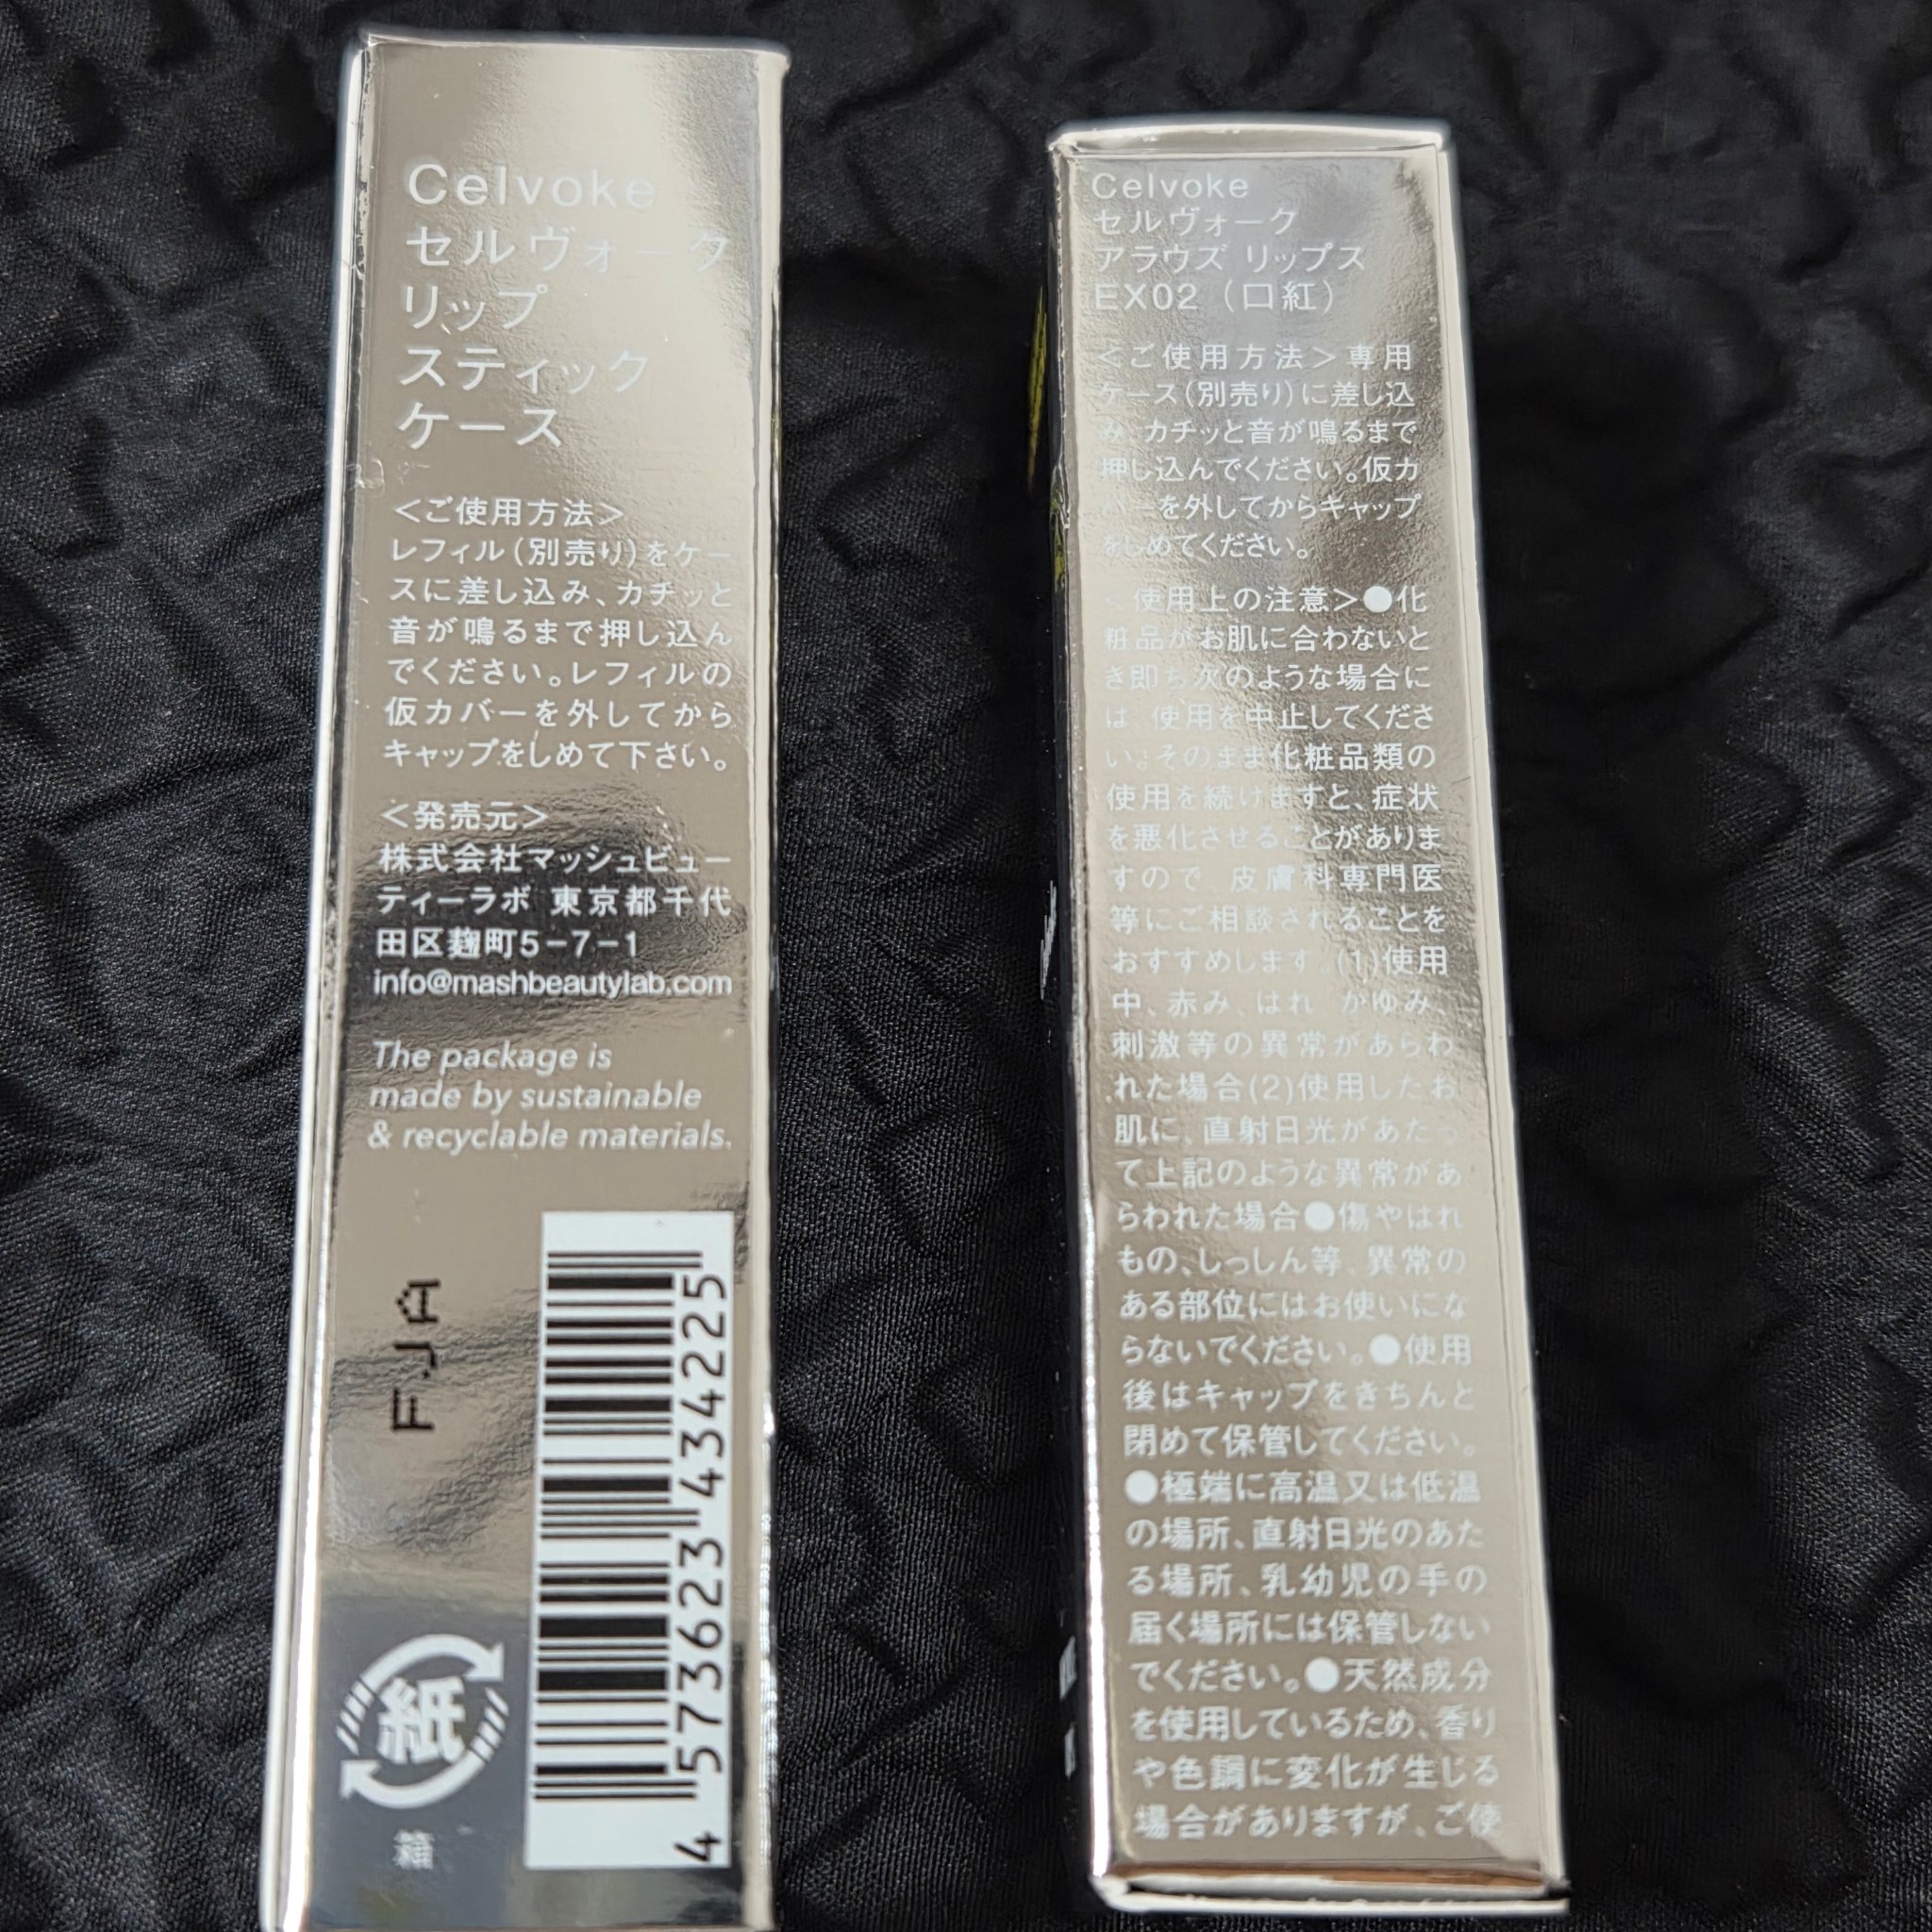 Celvoke
セルヴォーク
リップ
スティック
ケース
＜ご使用方法＞
レフィル(別売り)をケー
スに差し込み、カチッと
音が鳴るまで押し込ん
でください。レフィルの
仮カバーを外してから
キャップをしめて下さい。
＜発売元＞
株式会社マッシュビュー
ティーラボ 東京都千代
田区麹町5-7-1
info@mashbeautylab.com
The package is
made by sustainable
& recyclable materials.
FJA
4573623434225
紙
箱
Celvoke
セルヴォーク
アラウズ リップス
EX02（口紅）
＜ご使用方法＞専用
ケース(別売り)に差し込
み、カチッと音が鳴るまで
押し込んでください。仮カ
バーを外してからキャップ
をしめてください。
＜使用上の注意＞●化
粧品がお肌に合わないと
き即ち次のような場合に
は、使用を中止してくださ
い。そのまま化粧品類の
使用を続けますと、症状
を悪化させることがありま
すので、皮膚科専門医
等にご相談されることを
おすすめします。(1)使用
中、赤み、はれ、かゆみ、
刺激等の異常があらわ
れた場合(2)使用したお
肌に、直射日光があたっ
て上記のような異常があ
らわれた場合●傷やはれ
もの、しっしん等、異常の
ある部位にはお使いにな
らないでください。●使用
後はキャップをきちんと
閉めて保管してください。
●極端に高温又は低温
の場所、直射日光のあた
る場所、乳幼児の手の
届く場所には保管しない
でください。●天然成分
を使用しているため、香り
や色調に変化が生じる
場合がありますが、ご使